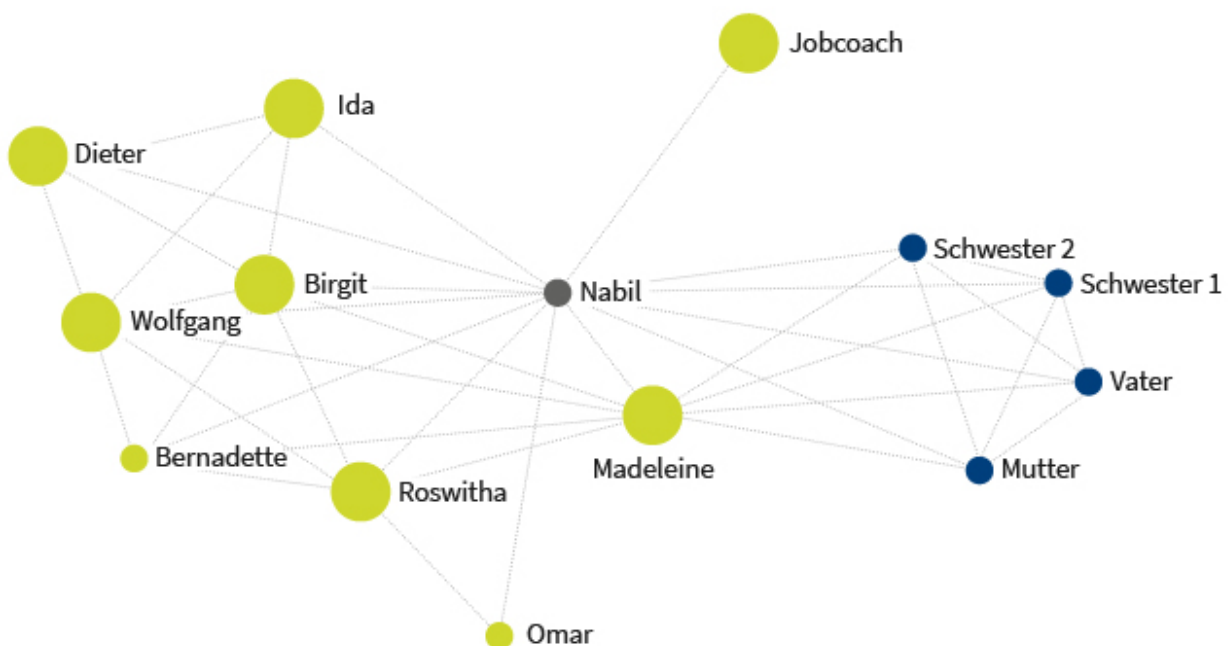 Jobcoach
Ida
Dieter
Schwester 2
Birgit
Nabil
Schwester 1
Wolfgang
Vater
Bernadette
Madeleine
Mutter
Roswitha
Omar